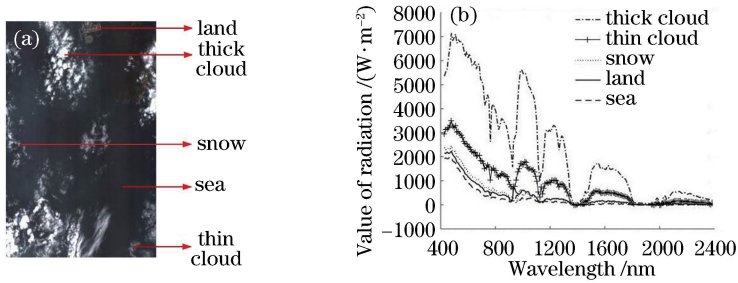 (a)
land
thick
cloud
snow
sea
thin
cloud
(b)
Value of radiation /(W·m⁻²)
8000
7000
6000
5000
4000
3000
2000
1000
0
−1000
thick cloud
thin cloud
snow
land
sea
400 800 1200 1600 2000 2400
Wavelength /nm